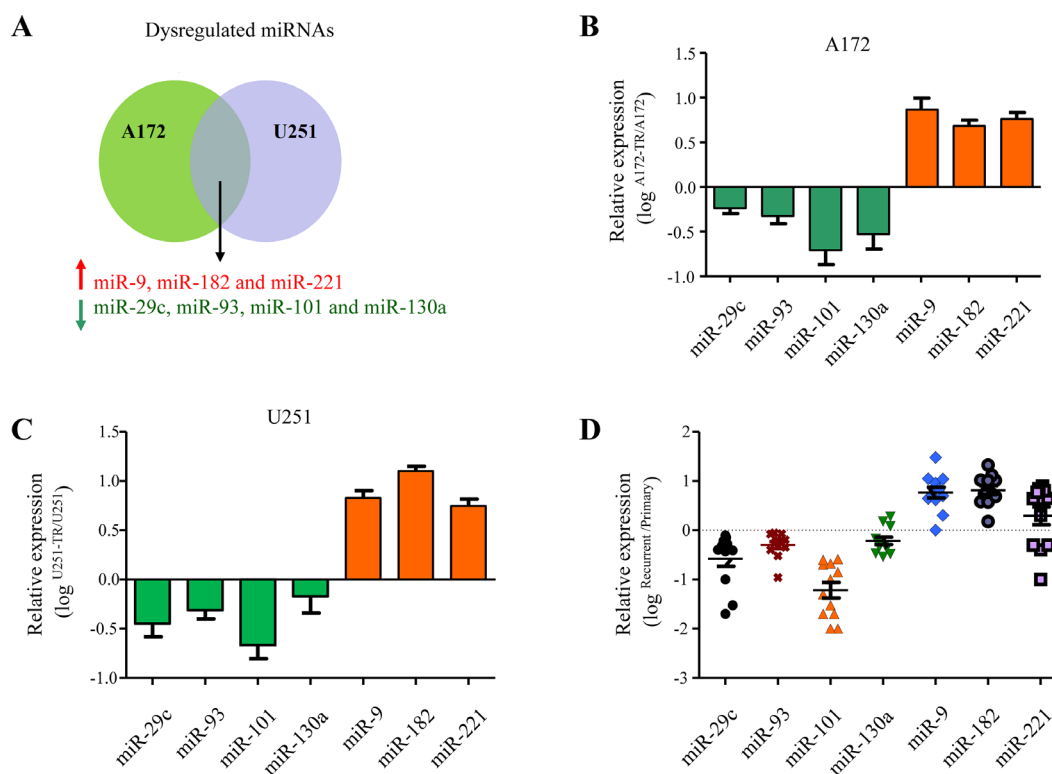 A
Dysregulated miRNAs
A172
U251
miR-9, miR-182 and miR-221
miR-29c, miR-93, miR-101 and miR-130a
B
A172
Relative expression
(log A172-TR/A172)
1.5
1.0
0.5
0.0
-0.5
-1.0
miR-29c
miR-93
miR-101
miR-130a
miR-9
miR-182
miR-221
C
U251
Relative expression
(log U251-TR/U251)
1.5
1.0
0.5
0.0
-0.5
-1.0
miR-29c
miR-93
miR-101
miR-130a
miR-9
miR-182
miR-221
D
Relative expression
(log Recurrent /Primary)
2
1
0
-1
-2
-3
miR-29c
miR-93
miR-101
miR-130a
miR-9
miR-182
miR-221